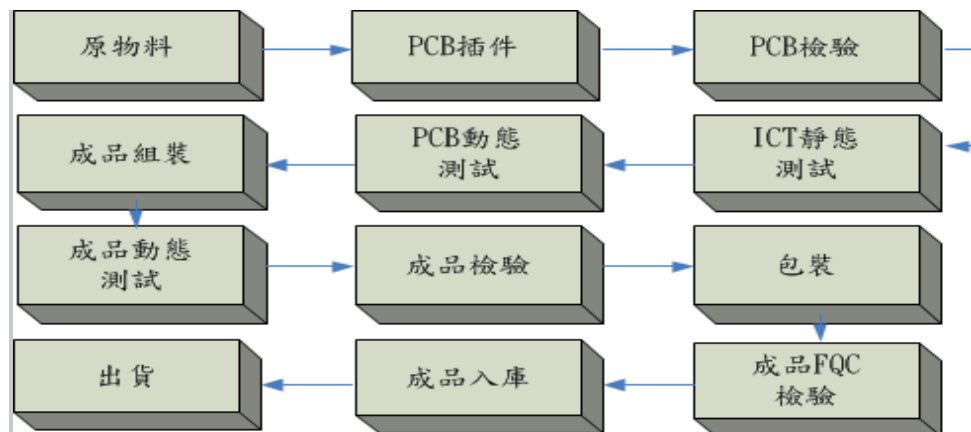 原物料
PCB插件
PCB檢驗
ICT靜態
測試
PCB動態
測試
成品組裝
成品動態
測試
成品檢驗
包裝
成品FQC
檢驗
成品入庫
出貨